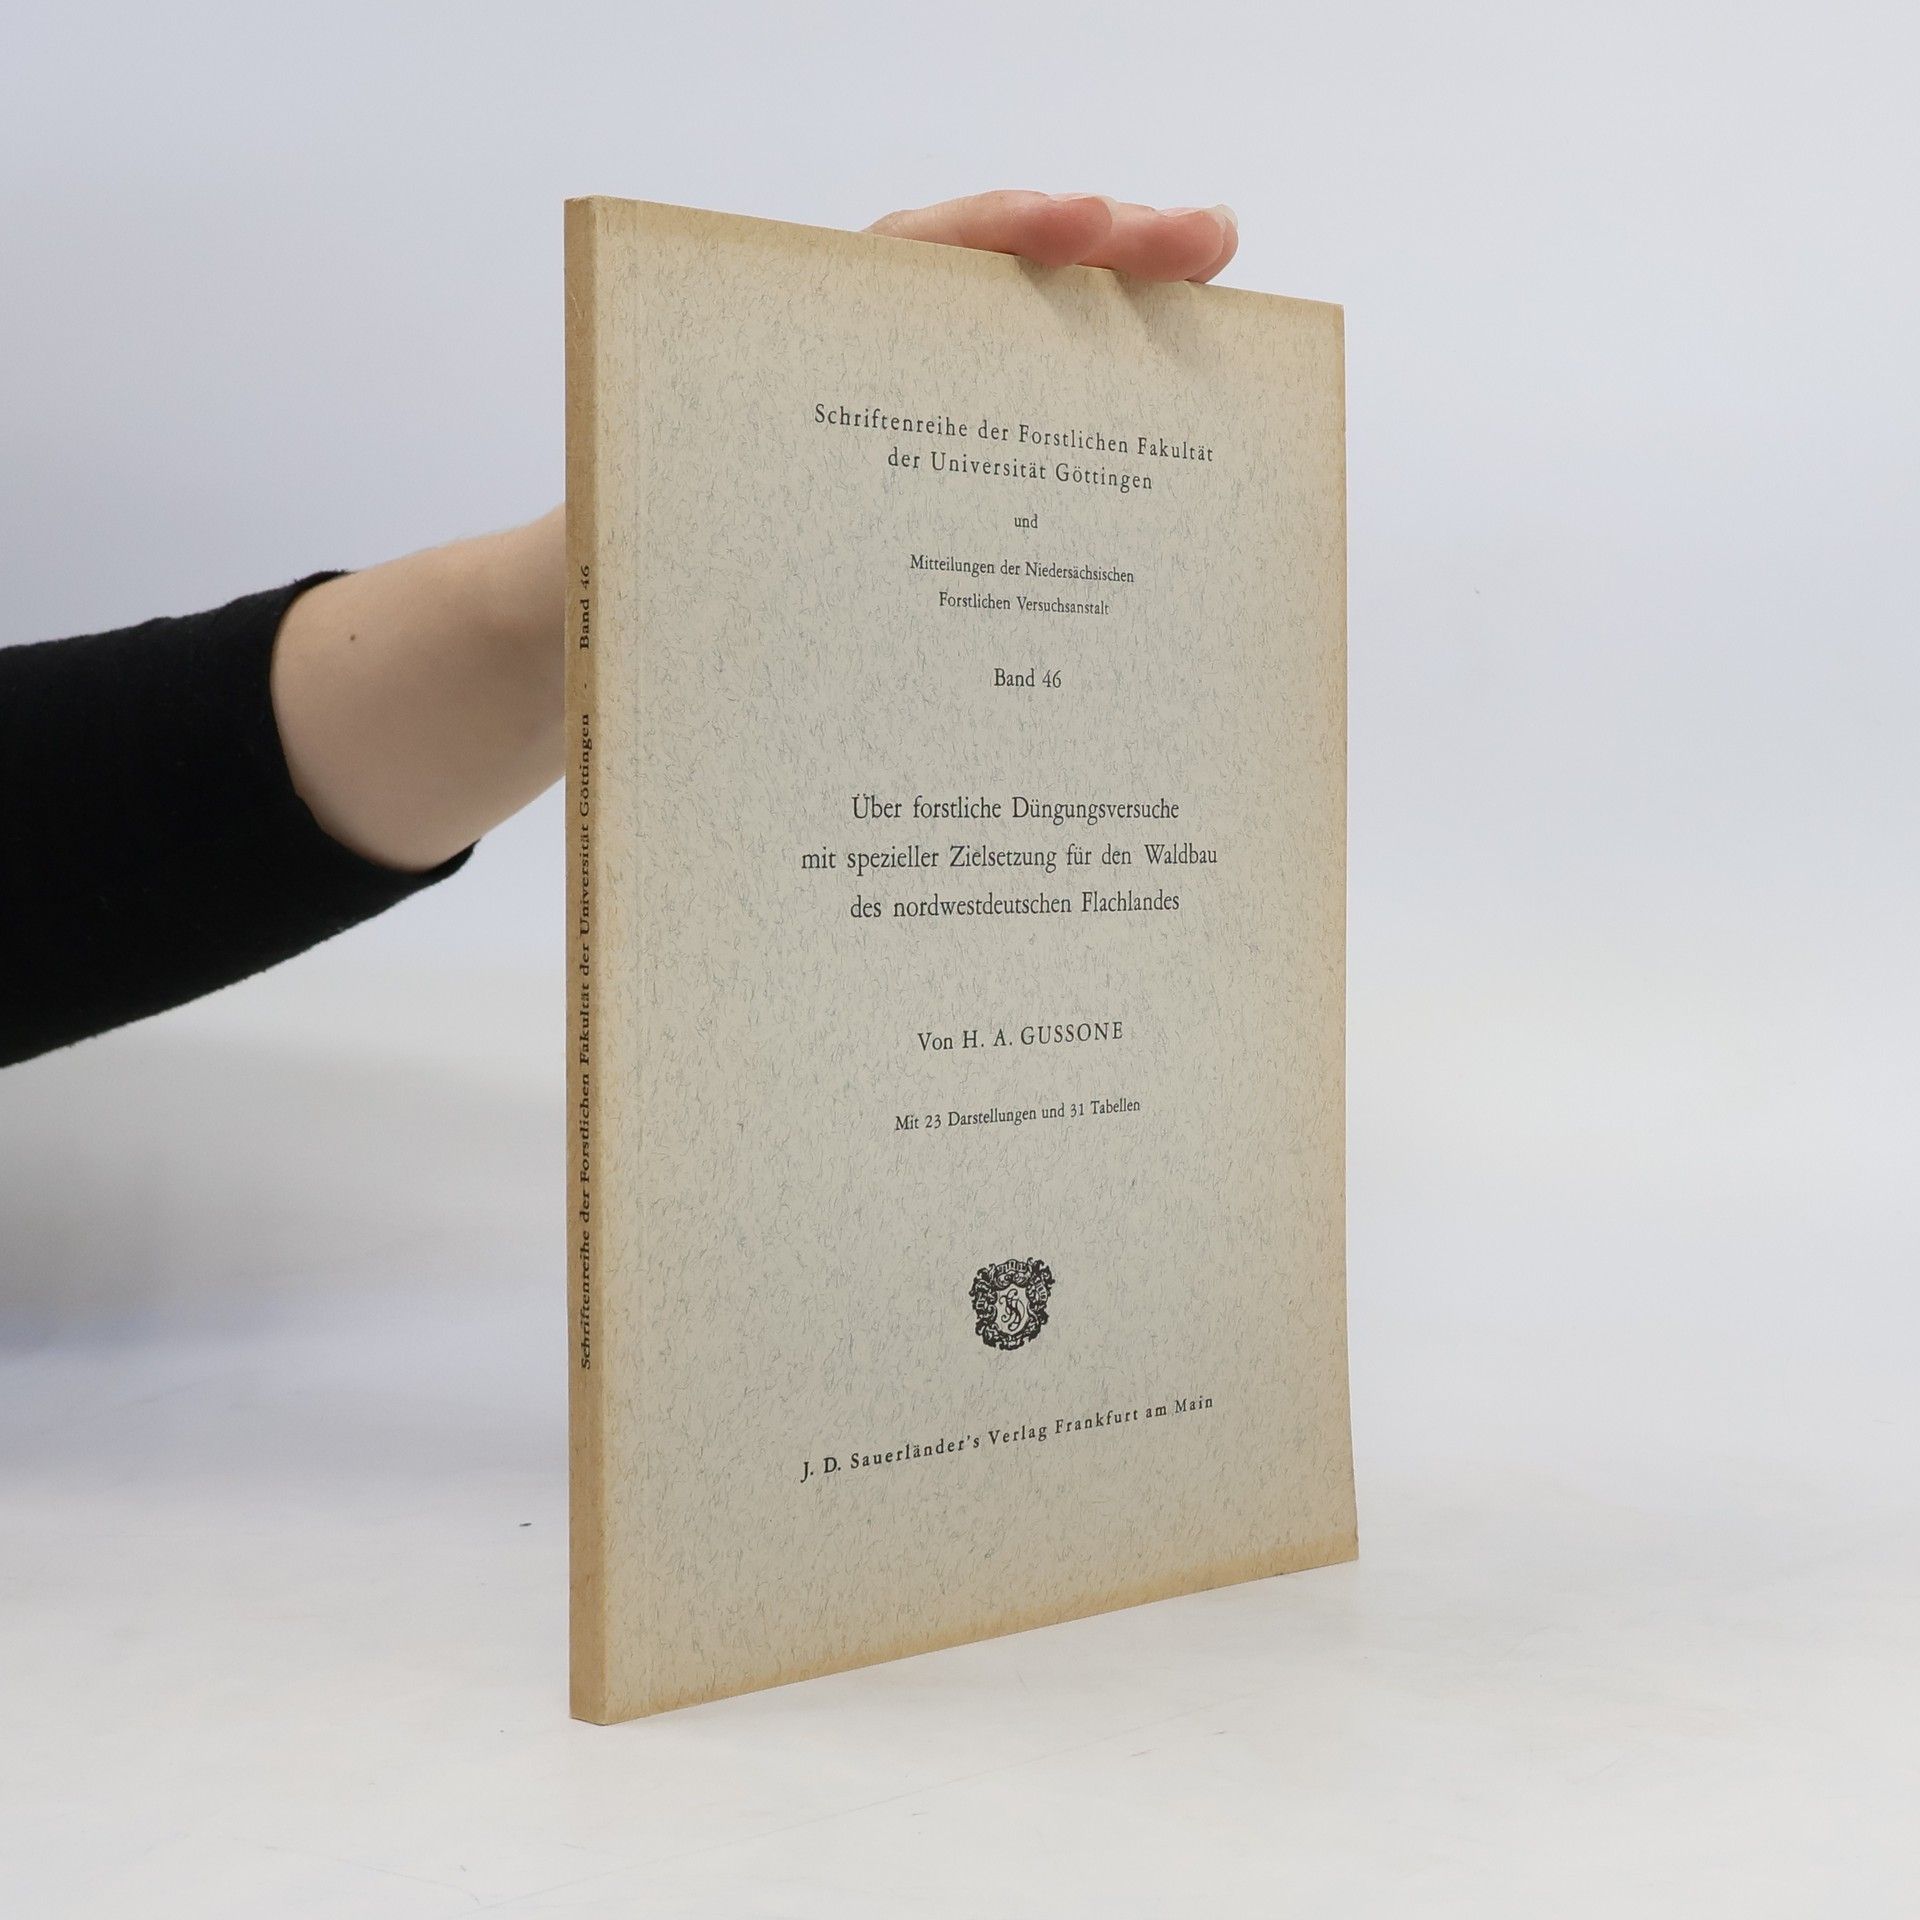 Schriftenreihe der Forstlichen Fakultät
der Universität Göttingen
und
Mitteilungen der Niedersächsischen
Forstlichen Versuchsanstalt
Band 46
Über forstliche Düngungsversuche
mit spezieller Zielsetzung für den Waldbau
des nordwestdeutschen Flachlandes
Von H. A. GUSSONE
Mit 23 Darstellungen und 31 Tabellen
J. D. Sauerländer's Verlag Frankfurt am Main
Schriftenreihe der Forstlichen Fakultät der Universität Göttingen - Band 46